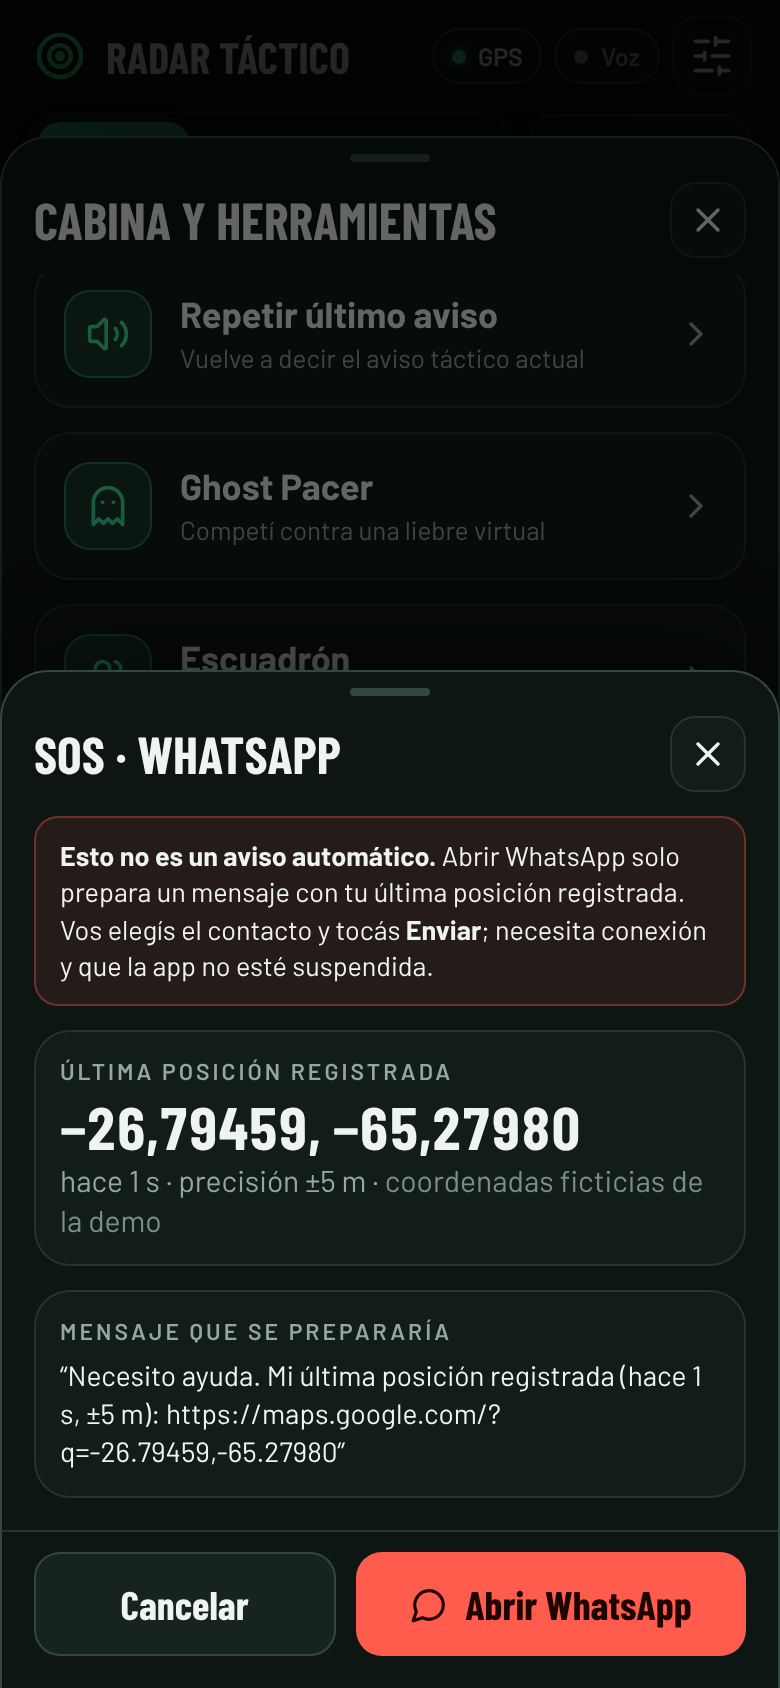 RADAR TÁCTICO
GPS
Voz
CABINA Y HERRAMIENTAS
Repetir último aviso
Vuelve a decir el aviso táctico actual
Ghost Pacer
Competí contra una liebre virtual
Escuadrón
SOS · WHATSAPP
Esto no es un aviso automático. Abrir WhatsApp solo
prepara un mensaje con tu última posición registrada.
Vos elegís el contacto y tocás Enviar; necesita conexión
y que la app no esté suspendida.
ÚLTIMA POSICIÓN REGISTRADA
−26,79459, −65,27980
hace 1 s · precisión ±5 m · coordenadas ficticias de
la demo
MENSAJE QUE SE PREPARARÍA
“Necesito ayuda. Mi última posición registrada (hace 1
s, ±5 m): https://maps.google.com/?
q=-26.79459,-65.27980”
Cancelar
Abrir WhatsApp